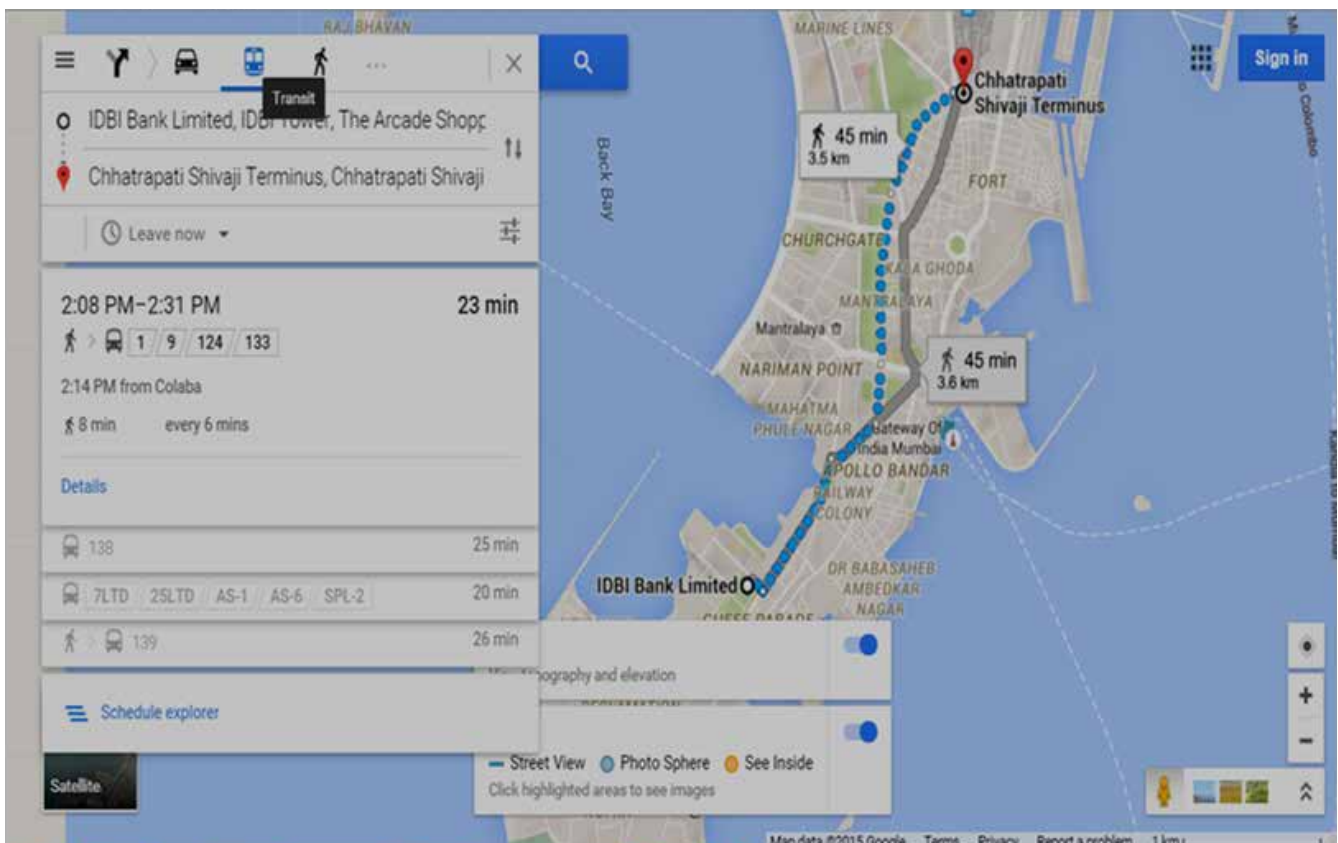 RAJ BHAVAN
Transit
IDBI Bank Limited, IDBI Tower, The Arcade Shopp
Chhatrapati Shivaji Terminus, Chhatrapati Shivaji
Leave now
2:08 PM–2:31 PM 23 min
1 9 124 133
2:14 PM from Colaba
8 min every 6 mins
Details
138 25 min
7LTD 25LTD AS-1 AS-6 SPL-2 20 min
139 26 min
Schedule explorer
Satellite
Sign in
MARINE LINES
Chhatrapati
Shivaji Terminus
45 min
3.5 km
Back Bay
FORT
CHURCHGATE
KALA GHODA
MANTRALAYA
Mantralaya
45 min
3.6 km
NARIMAN POINT
MAHATMA
PHULE NAGAR
Gateway Of
India Mumbai
APOLLO BANDAR
RAILWAY
COLONY
IDBI Bank Limited
DR BABASAHEB
AMBEDKAR
NAGAR
CUFFE PARADE
topography and elevation
Street View Photo Sphere See Inside
Click highlighted areas to see images
Map data ©2015 Google Terms Privacy Report a problem 1 km